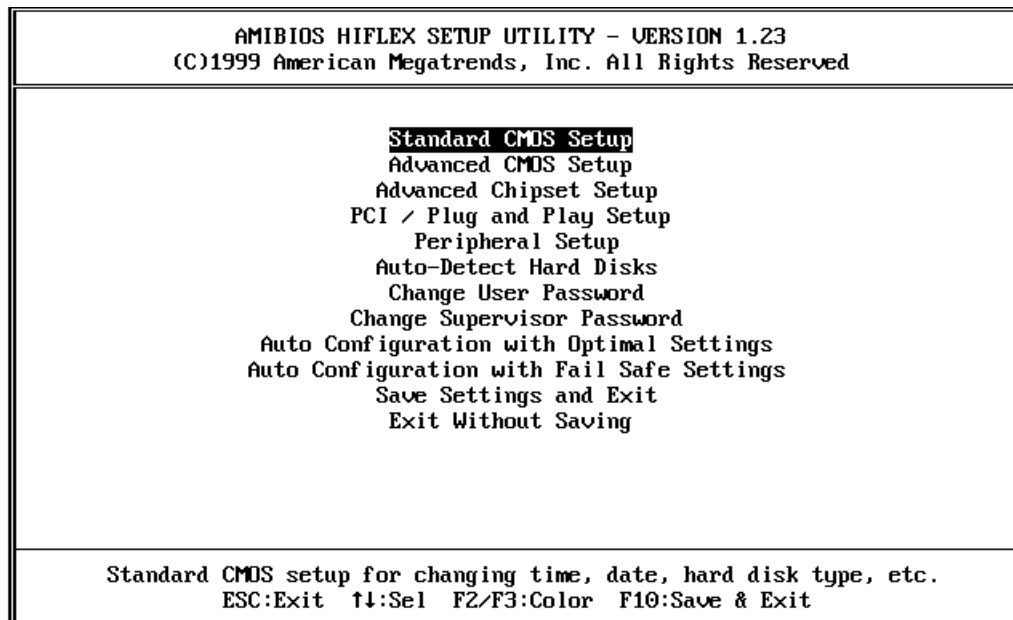 AMIBIOS HIFLEX SETUP UTILITY - VERSION 1.23
(C)1999 American Megatrends, Inc. All Rights Reserved
Standard CMOS Setup
Advanced CMOS Setup
Advanced Chipset Setup
PCI / Plug and Play Setup
Peripheral Setup
Auto-Detect Hard Disks
Change User Password
Change Supervisor Password
Auto Configuration with Optimal Settings
Auto Configuration with Fail Safe Settings
Save Settings and Exit
Exit Without Saving
Standard CMOS setup for changing time, date, hard disk type, etc.
ESC:Exit ↑↓:Sel F2/F3:Color F10:Save & Exit